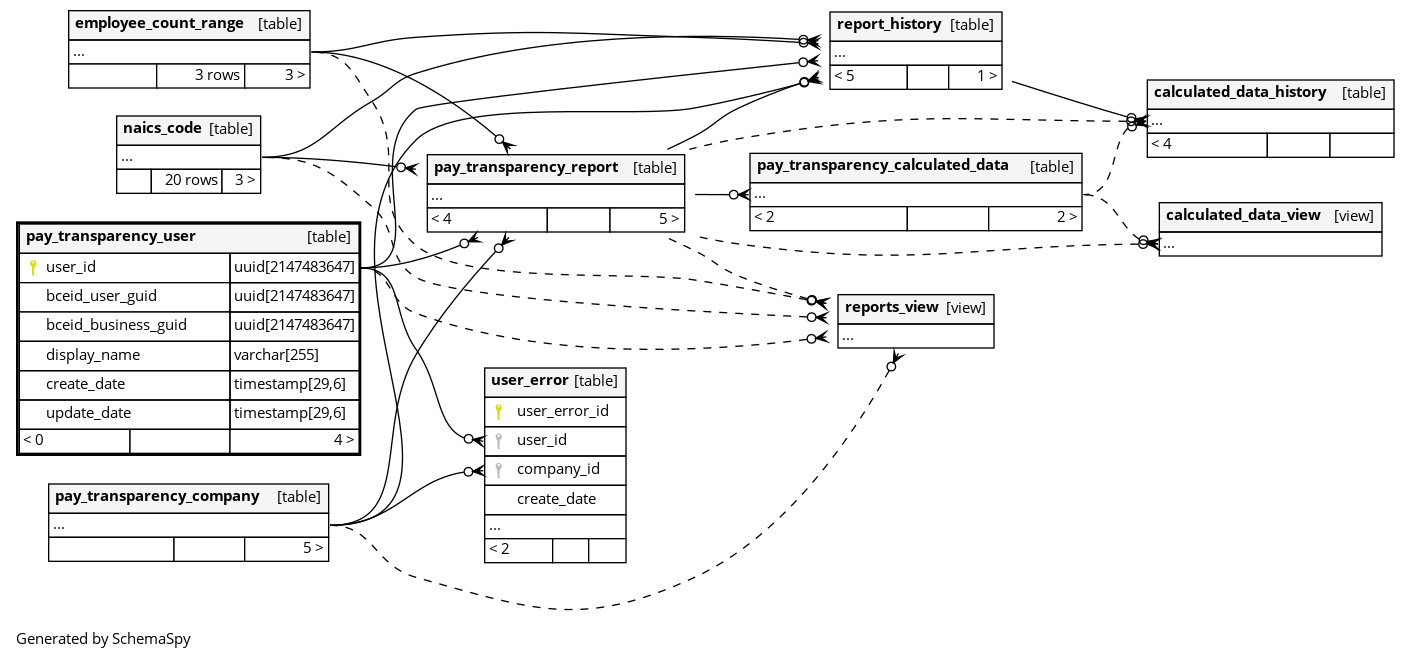 employee_count_range [table]
...
3 rows 3 >
naics_code [table]
...
20 rows 3 >
pay_transparency_user [table]
user_id uuid[2147483647]
bceid_user_guid uuid[2147483647]
bceid_business_guid uuid[2147483647]
display_name varchar[255]
create_date timestamp[29,6]
update_date timestamp[29,6]
< 0 4 >
pay_transparency_company [table]
...
5 >
pay_transparency_report [table]
...
< 4 5 >
user_error [table]
user_error_id
user_id
company_id
create_date
...
< 2
report_history [table]
...
< 5 1 >
pay_transparency_calculated_data [table]
...
< 2 2 >
reports_view [view]
...
calculated_data_history [table]
...
< 4
calculated_data_view [view]
...
Generated by SchemaSpy